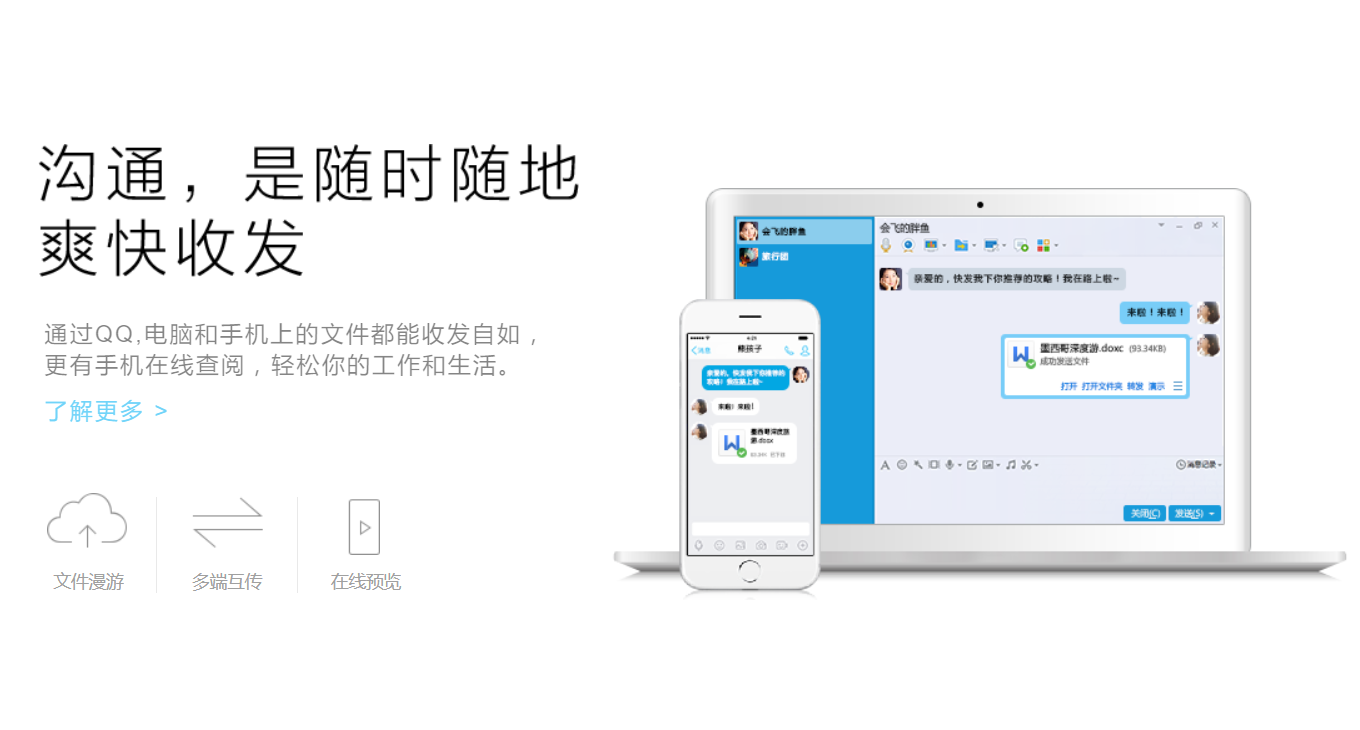 沟通，是随时随地
爽快收发
通过QQ,电脑和手机上的文件都能收发自如，
更有手机在线查阅，轻松你的工作和生活。
了解更多 >
文件漫游
多端互传
在线预览
会飞的胖鱼
旅行团
会飞的胖鱼
亲爱的，快发我下你推荐的攻略！我在路上啦~
来啦！来啦！
墨西哥深度游.doxc (93.34KB)
成功发送文件
打开 打开文件夹 转发 演示
消息记录
关闭(C) 发送(S)
4:21
消息 熊孩子
亲爱的，快发我下你推荐的
攻略！我在路上啦~
来啦！来啦！
墨西哥深度游
游.docx